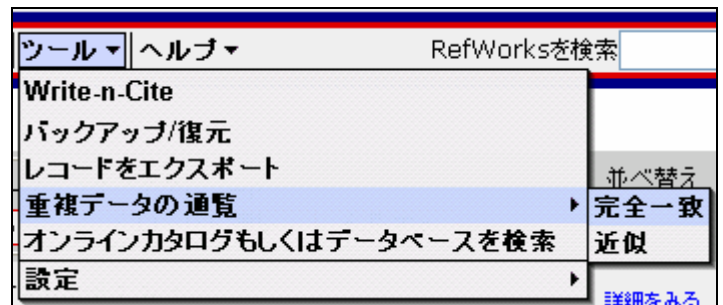 ツール ヘルプ RefWorksを検索
Write-n-Cite
バックアップ/復元
レコードをエクスポート
並べ替え
重複データの通覧
完全一致
オンラインカタログもしくはデータベースを検索
近似
設定
詳細をみる